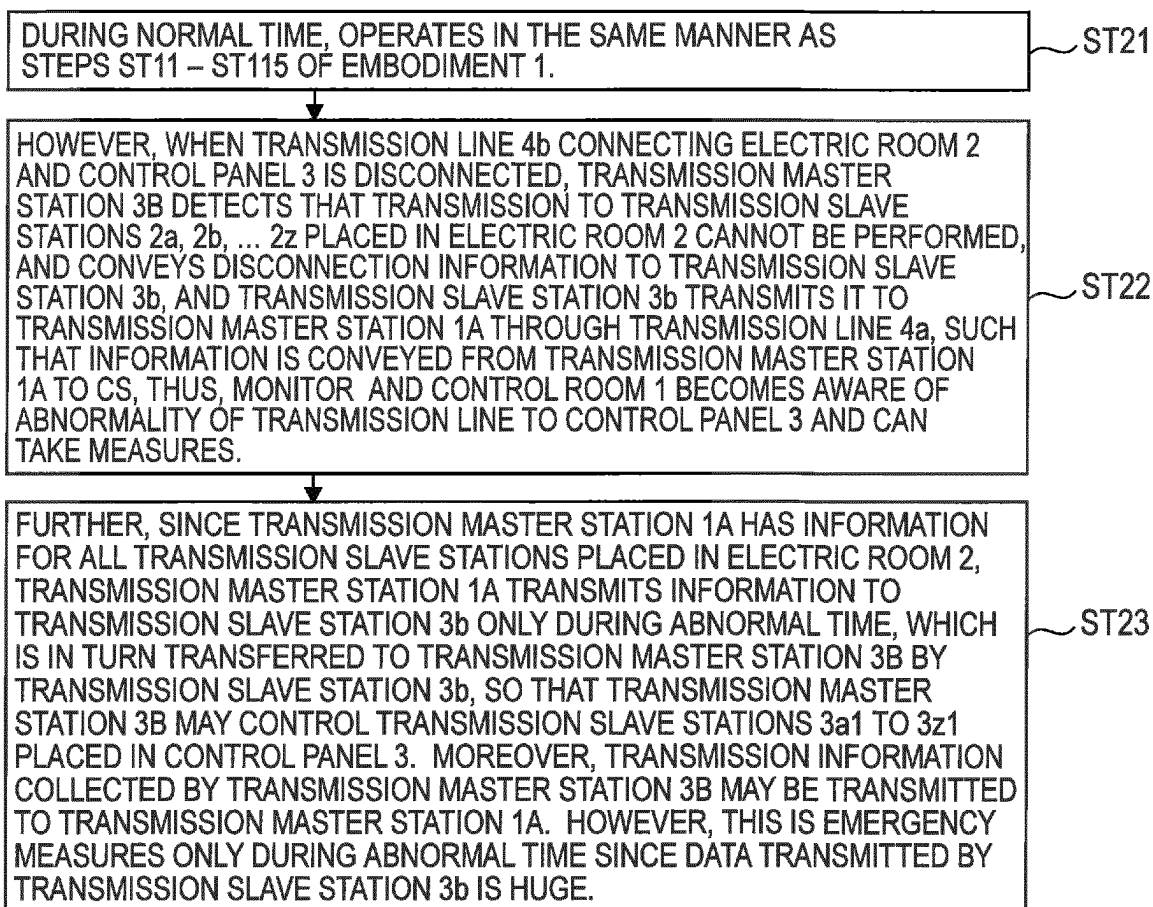 DURING NORMAL TIME, OPERATES IN THE SAME MANNER AS
STEPS ST11 – ST115 OF EMBODIMENT 1.
ST21
HOWEVER, WHEN TRANSMISSION LINE 4b CONNECTING ELECTRIC ROOM 2
AND CONTROL PANEL 3 IS DISCONNECTED, TRANSMISSION MASTER
STATION 3B DETECTS THAT TRANSMISSION TO TRANSMISSION SLAVE
STATIONS 2a, 2b, ... 2z PLACED IN ELECTRIC ROOM 2 CANNOT BE PERFORMED,
AND CONVEYS DISCONNECTION INFORMATION TO TRANSMISSION SLAVE
STATION 3b, AND TRANSMISSION SLAVE STATION 3b TRANSMITS IT TO
TRANSMISSION MASTER STATION 1A THROUGH TRANSMISSION LINE 4a, SUCH
THAT INFORMATION IS CONVEYED FROM TRANSMISSION MASTER STATION
1A TO CS, THUS, MONITOR AND CONTROL ROOM 1 BECOMES AWARE OF
ABNORMALITY OF TRANSMISSION LINE TO CONTROL PANEL 3 AND CAN
TAKE MEASURES.
ST22
FURTHER, SINCE TRANSMISSION MASTER STATION 1A HAS INFORMATION
FOR ALL TRANSMISSION SLAVE STATIONS PLACED IN ELECTRIC ROOM 2,
TRANSMISSION MASTER STATION 1A TRANSMITS INFORMATION TO
TRANSMISSION SLAVE STATION 3b ONLY DURING ABNORMAL TIME, WHICH
IS IN TURN TRANSFERRED TO TRANSMISSION MASTER STATION 3B BY
TRANSMISSION SLAVE STATION 3b, SO THAT TRANSMISSION MASTER
STATION 3B MAY CONTROL TRANSMISSION SLAVE STATIONS 3a1 TO 3z1
PLACED IN CONTROL PANEL 3. MOREOVER, TRANSMISSION INFORMATION
COLLECTED BY TRANSMISSION MASTER STATION 3B MAY BE TRANSMITTED
TO TRANSMISSION MASTER STATION 1A. HOWEVER, THIS IS EMERGENCY
MEASURES ONLY DURING ABNORMAL TIME SINCE DATA TRANSMITTED BY
TRANSMISSION SLAVE STATION 3b IS HUGE.
ST23